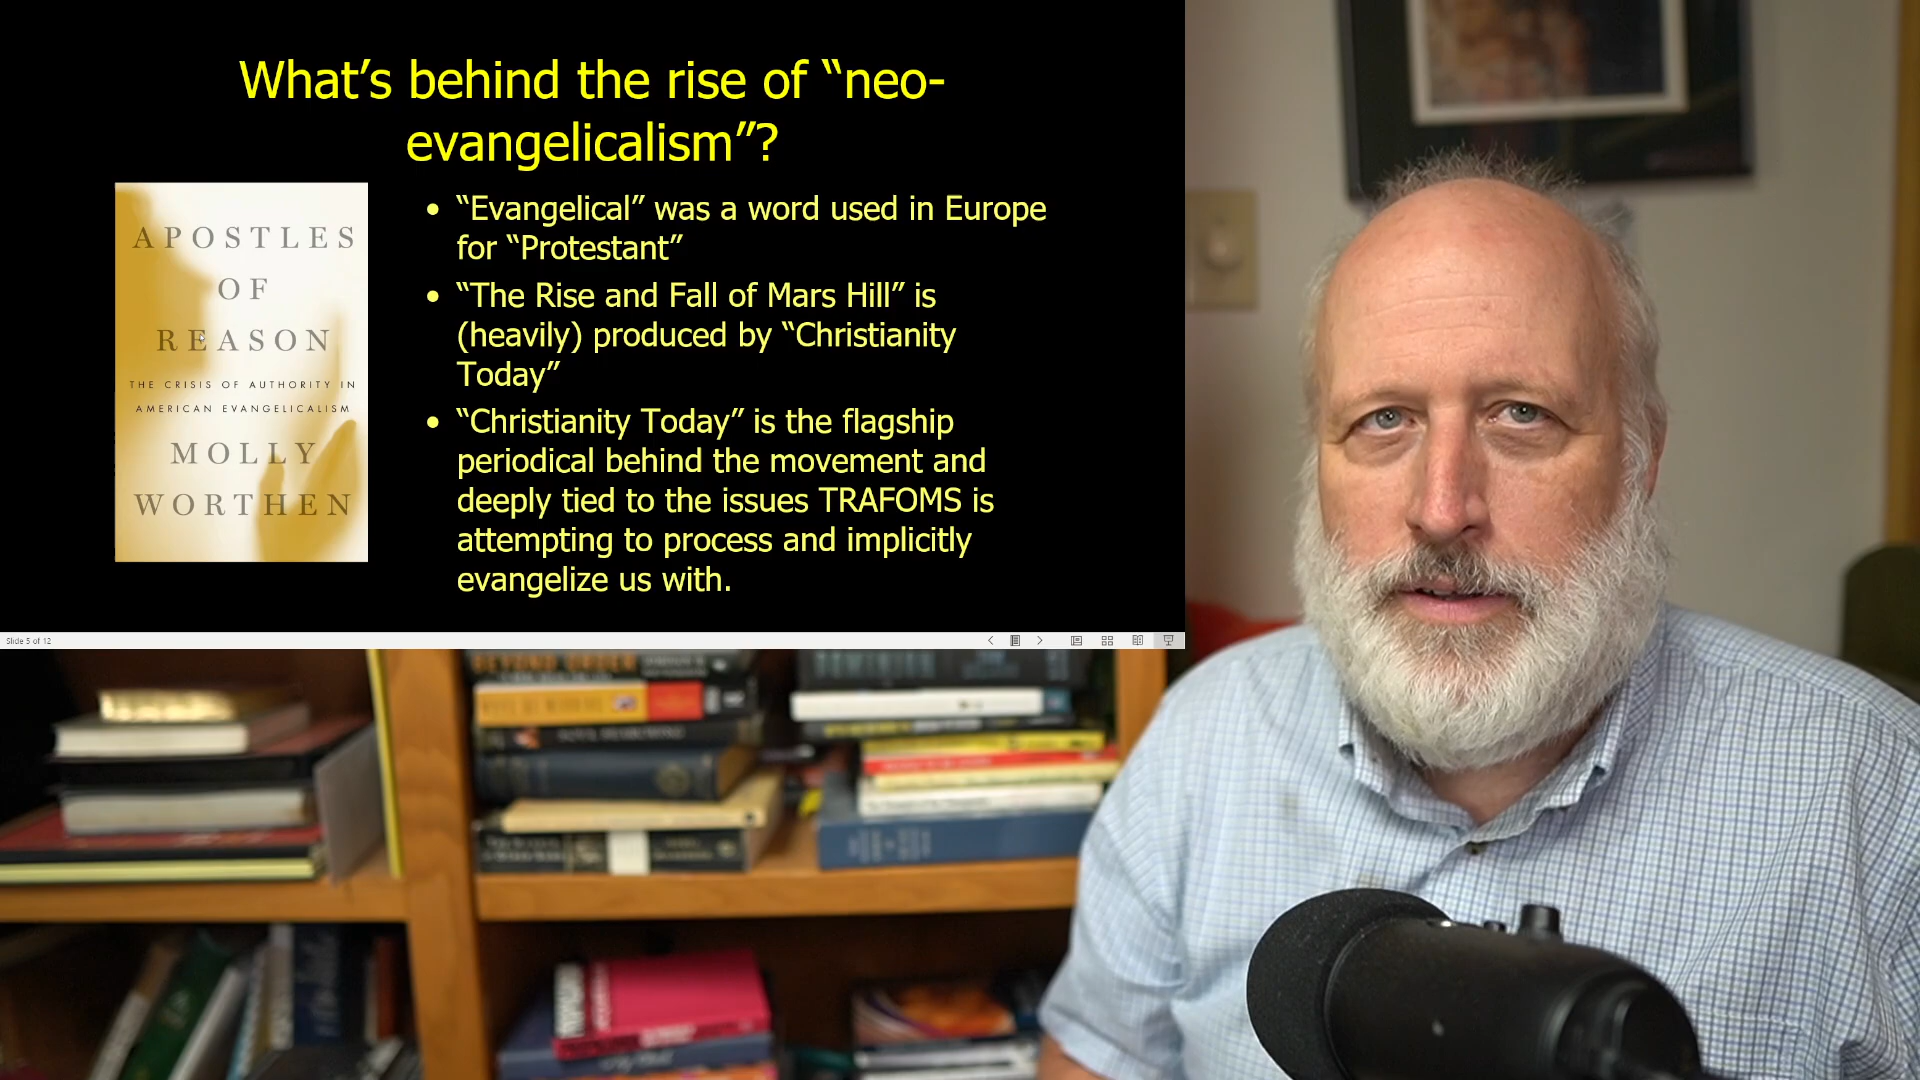 What’s behind the rise of “neo-
evangelicalism”?
APOSTLES
OF
REASON
THE CRISIS OF AUTHORITY IN
AMERICAN EVANGELICALISM
MOLLY
WORTHEN
• “Evangelical” was a word used in Europe
for “Protestant”
• “The Rise and Fall of Mars Hill” is
(heavily) produced by “Christianity
Today”
• “Christianity Today” is the flagship
periodical behind the movement and
deeply tied to the issues TRAFOMS is
attempting to process and implicitly
evangelize us with.
Slide 5 of 12
BEYOND ORDER
DOMINION